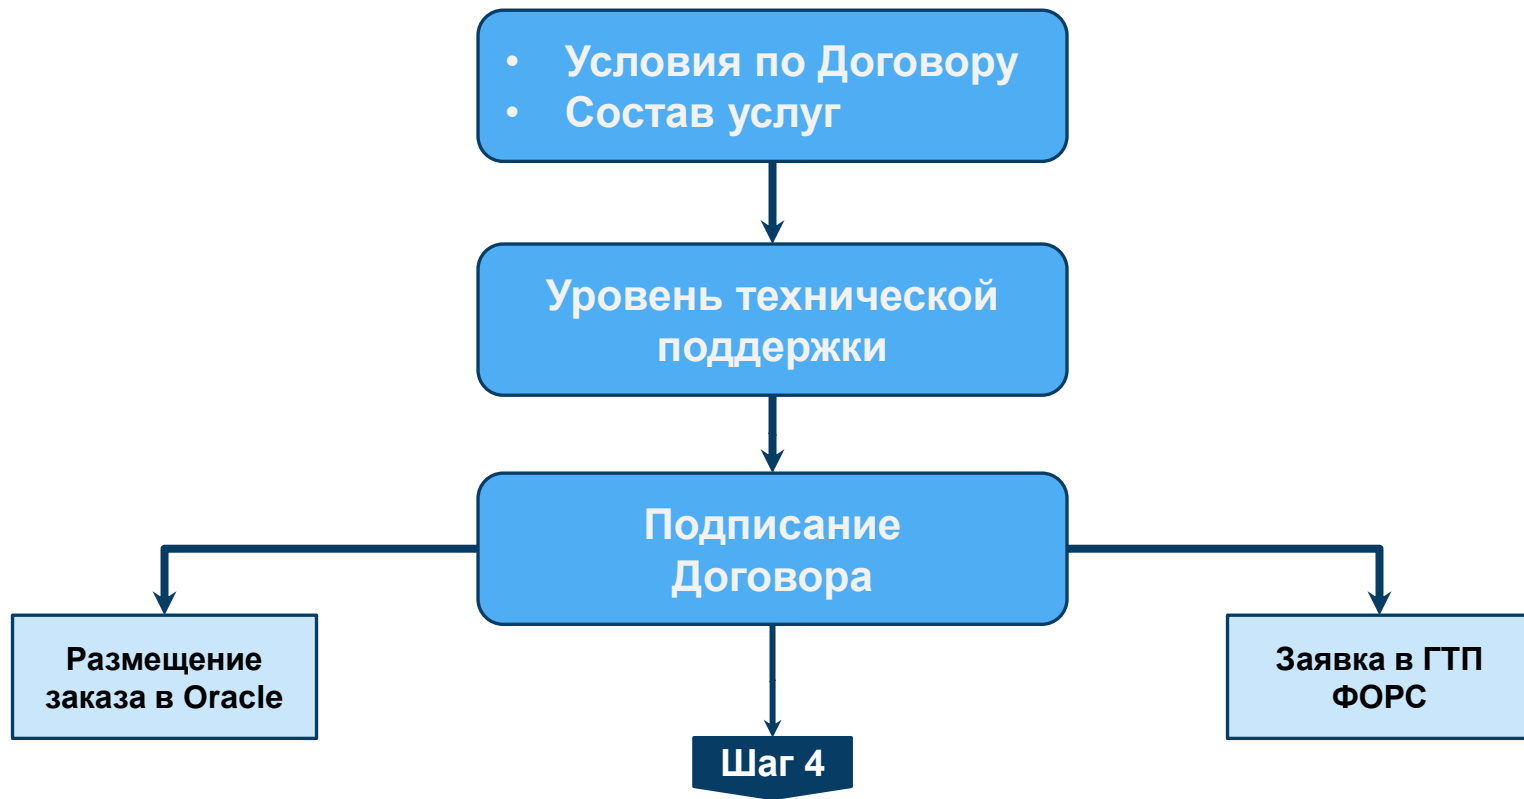 • Условия по Договору
• Состав услуг
Уровень технической
поддержки
Подписание
Договора
Размещение
заказа в Oracle
Заявка в ГТП
ФОРС
Шаг 4